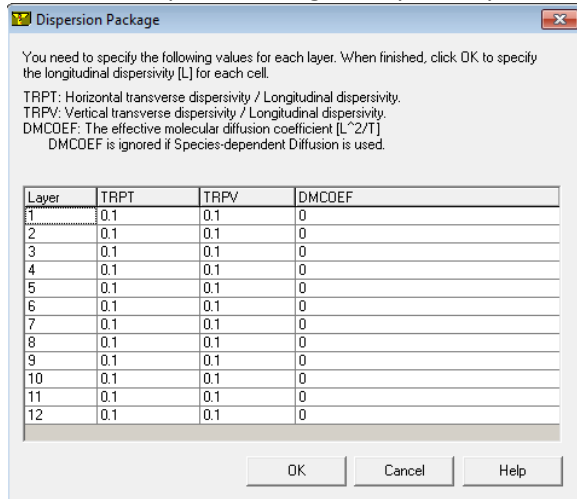 Dispersion Package
You need to specify the following values for each layer. When finished, click OK to specify
the longitudinal dispersivity [L] for each cell.
TRPT: Horizontal transverse dispersivity / Longitudinal dispersivity.
TRPV: Vertical transverse dispersivity / Longitudinal dispersivity.
DMCOEF: The effective molecular diffusion coefficient [L^2/T]
DMCOEF is ignored if Species-dependent Diffusion is used.
Layer TRPT TRPV DMCOEF
1 0.1 0.1 0
2 0.1 0.1 0
3 0.1 0.1 0
4 0.1 0.1 0
5 0.1 0.1 0
6 0.1 0.1 0
7 0.1 0.1 0
8 0.1 0.1 0
9 0.1 0.1 0
10 0.1 0.1 0
11 0.1 0.1 0
12 0.1 0.1 0
OK Cancel Help